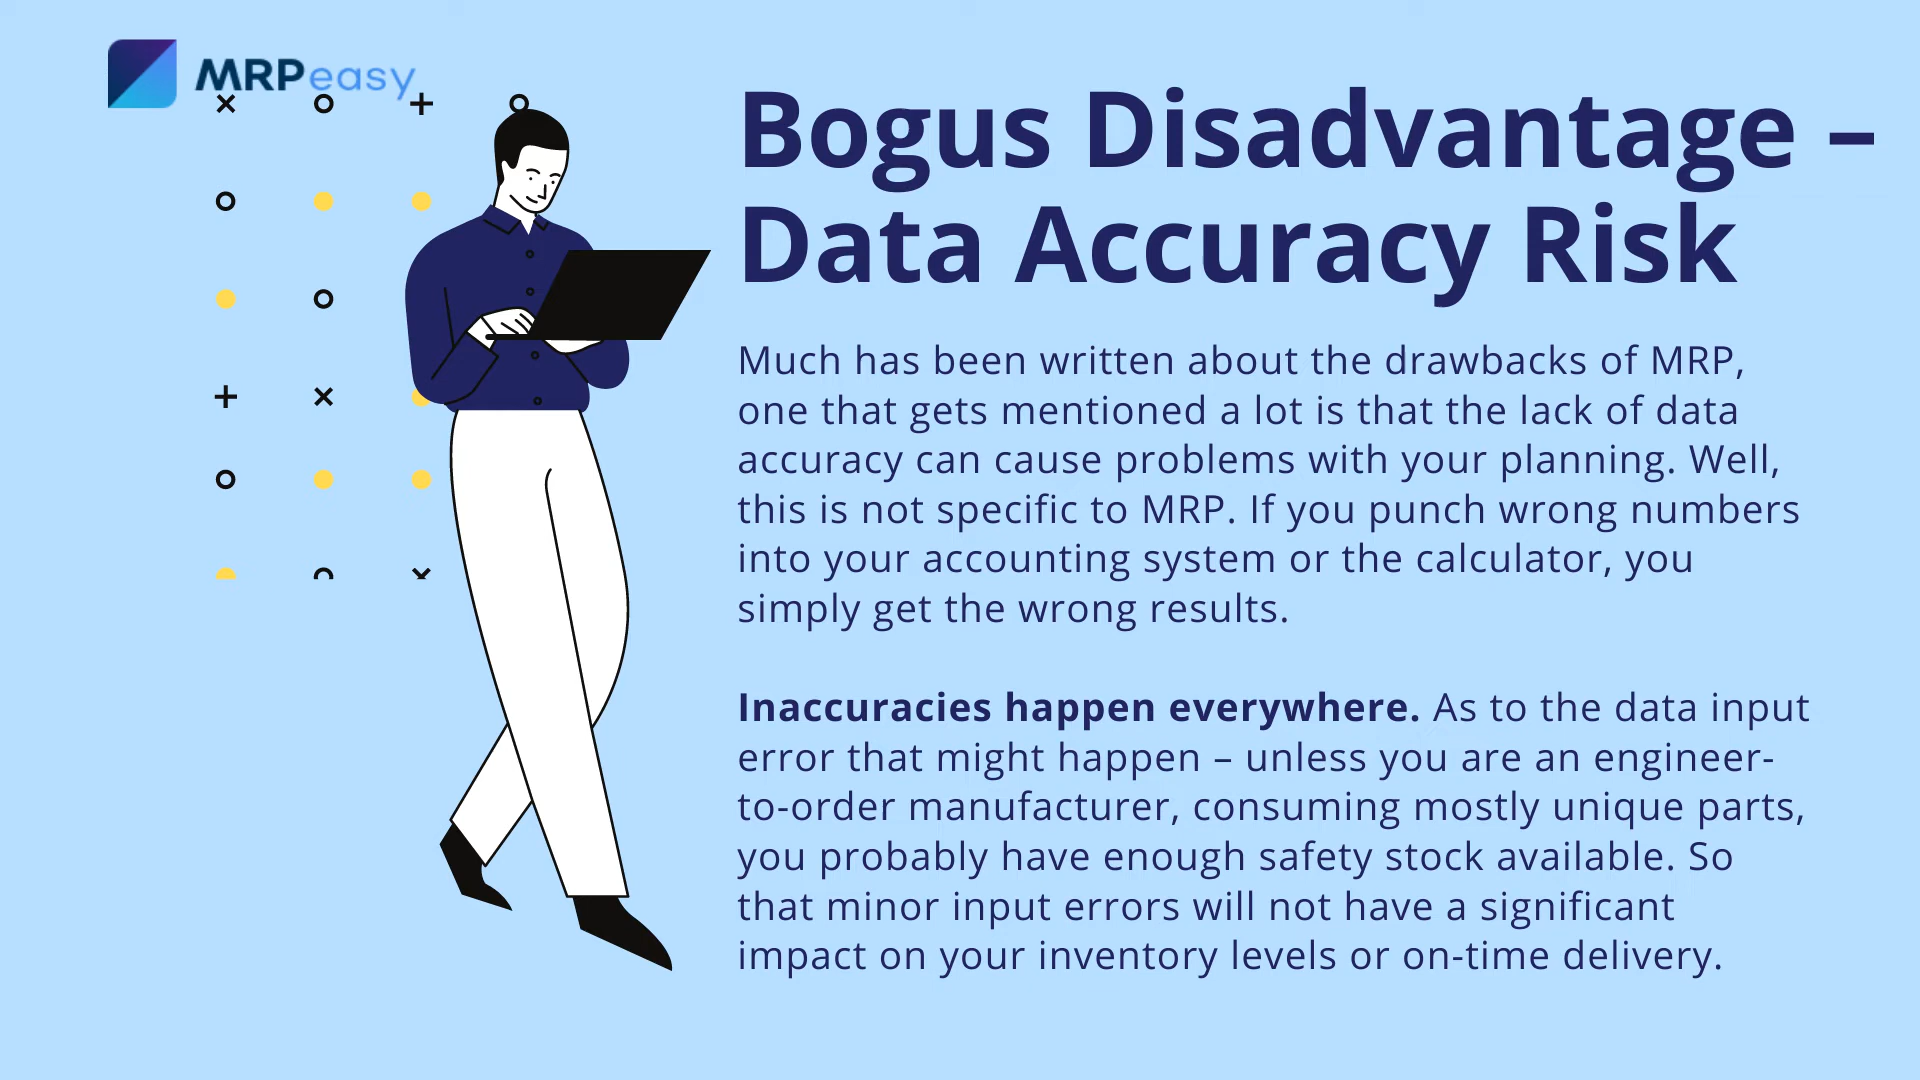 MRPeasy
Bogus Disadvantage –
Data Accuracy Risk
Much has been written about the drawbacks of MRP,
one that gets mentioned a lot is that the lack of data
accuracy can cause problems with your planning. Well,
this is not specific to MRP. If you punch wrong numbers
into your accounting system or the calculator, you
simply get the wrong results.
Inaccuracies happen everywhere. As to the data input
error that might happen – unless you are an engineer-
to-order manufacturer, consuming mostly unique parts,
you probably have enough safety stock available. So
that minor input errors will not have a significant
impact on your inventory levels or on-time delivery.